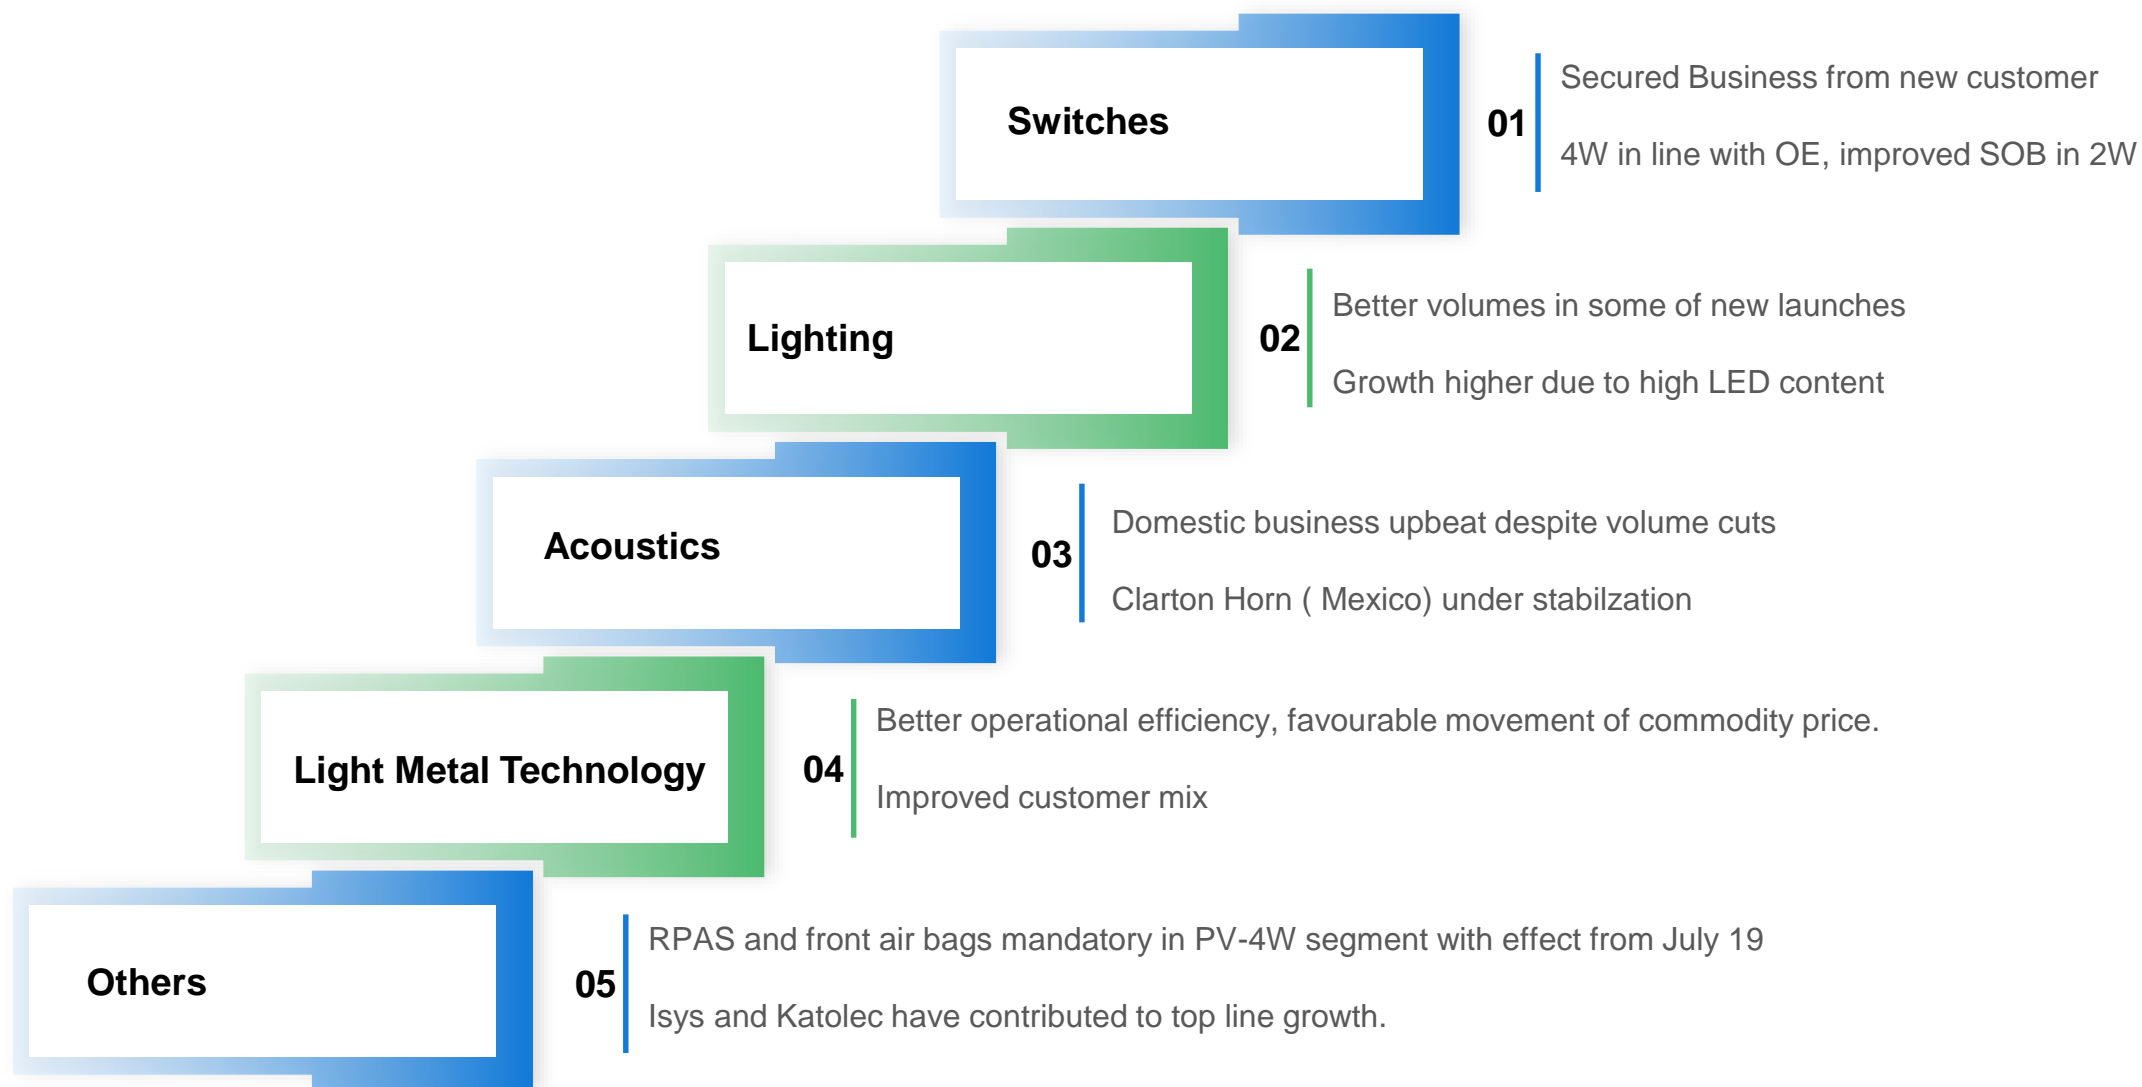 Switches
01
Secured Business from new customer
4W in line with OE, improved SOB in 2W
Lighting
02
Better volumes in some of new launches
Growth higher due to high LED content
Acoustics
03
Domestic business upbeat despite volume cuts
Clarton Horn ( Mexico) under stabilzation
Light Metal Technology
04
Better operational efficiency, favourable movement of commodity price.
Improved customer mix
Others
05
RPAS and front air bags mandatory in PV-4W segment with effect from July 19
Isys and Katolec have contributed to top line growth.